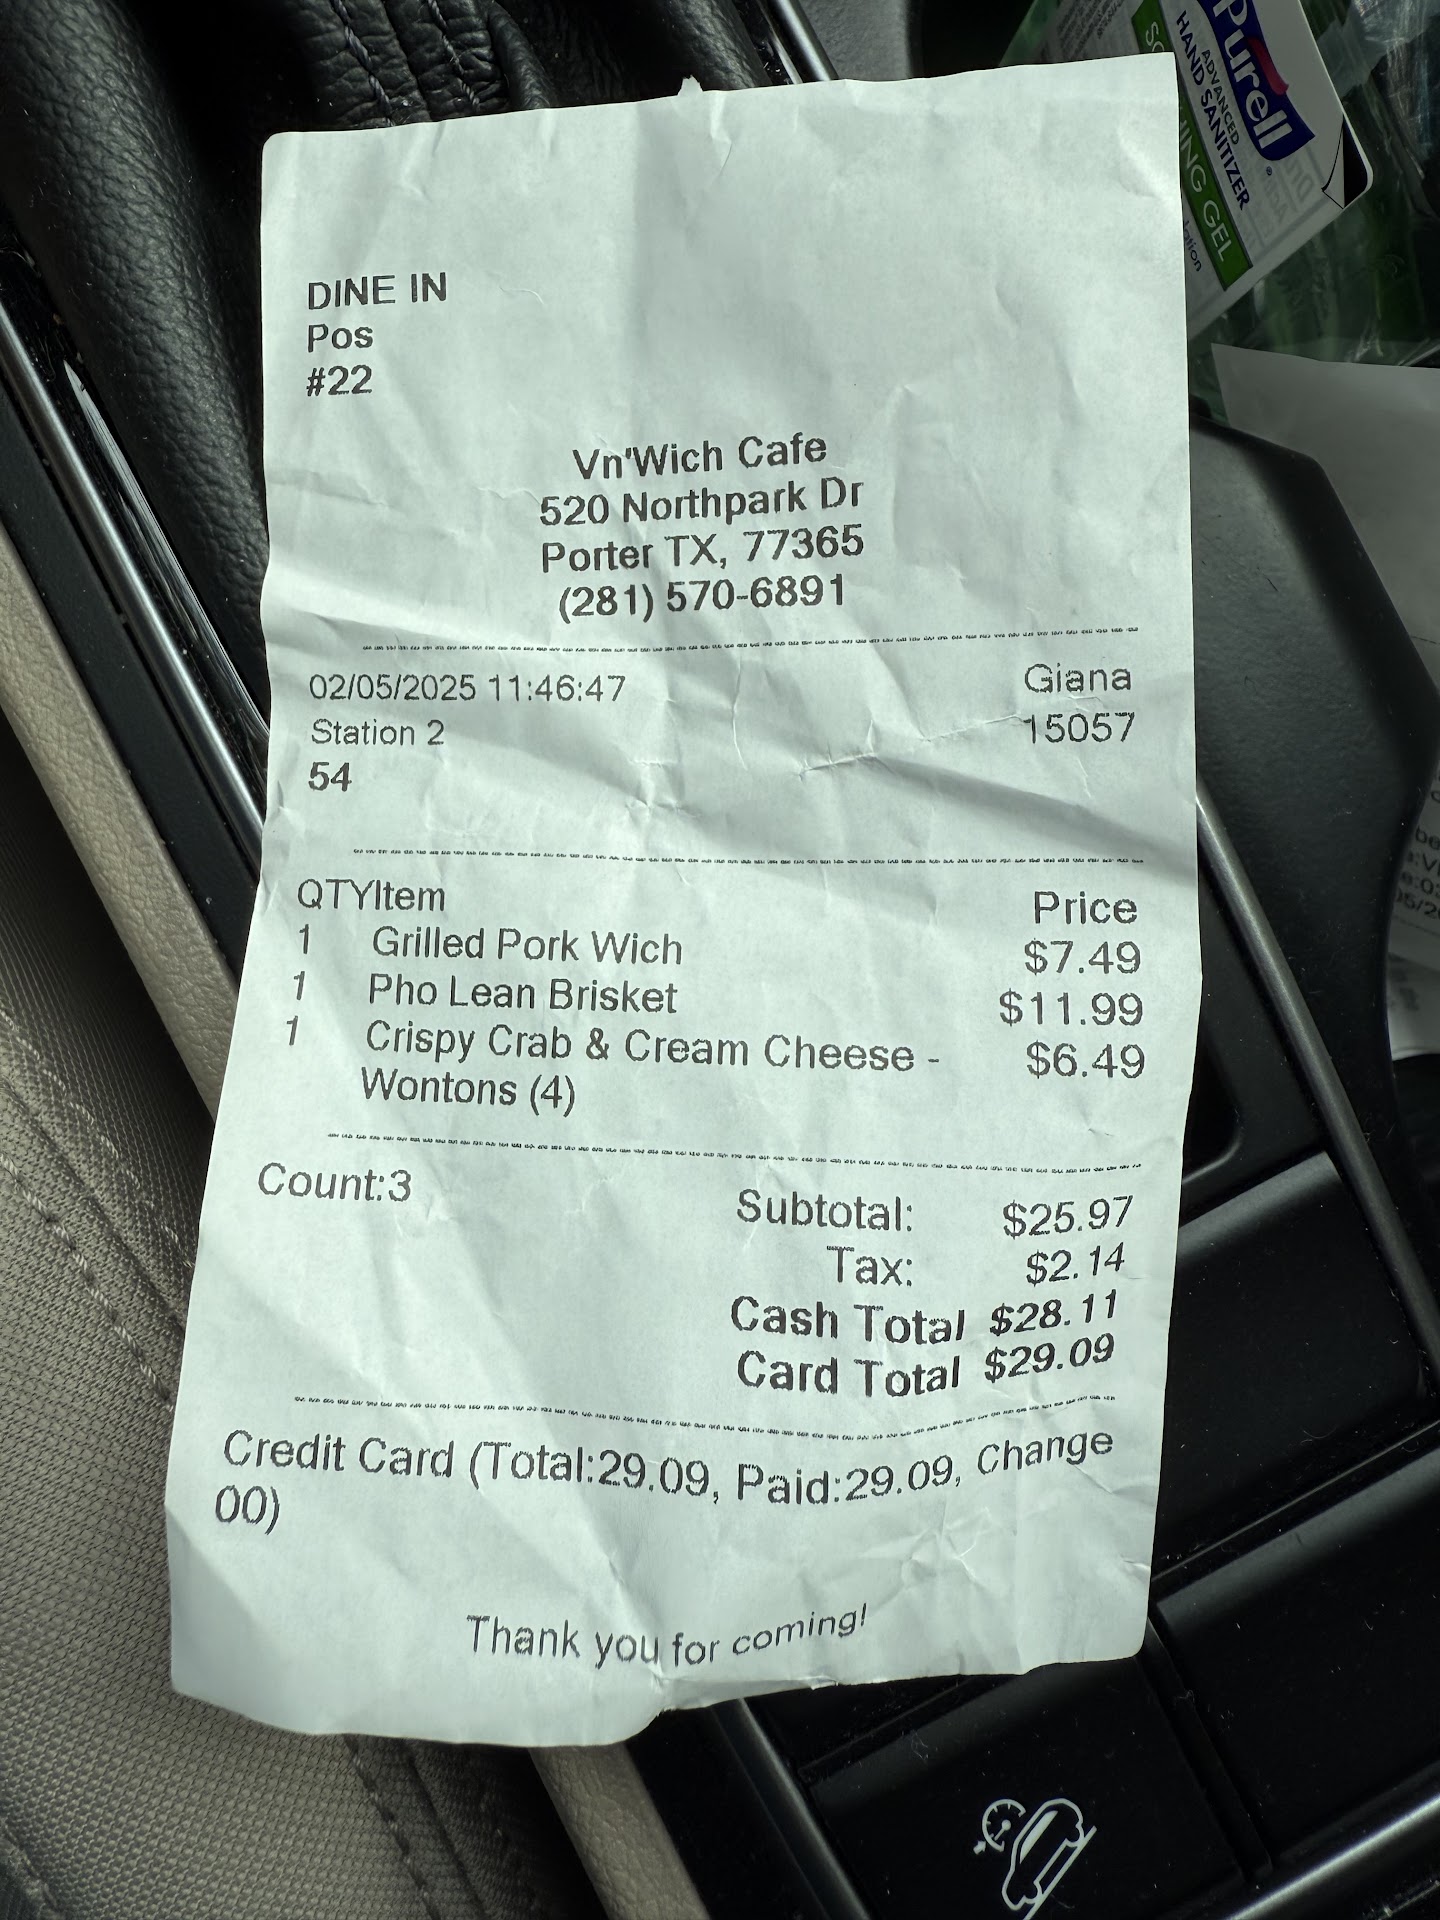 DINE IN
Pos
#22
Vn'Wich Cafe
520 Northpark Dr
Porter TX, 77365
(281) 570-6891
02/05/2025 11:46:47 Giana
Station 2 15057
54
QTYItem Price
1 Grilled Pork Wich $7.49
1 Pho Lean Brisket $11.99
1 Crispy Crab & Cream Cheese - $6.49
Wontons (4)
Count:3 Subtotal: $25.97
Tax: $2.14
Cash Total $28.11
Card Total $29.09
Credit Card (Total:29.09, Paid:29.09, Change
00)
Thank you for coming!
Purell
ADVANCED
HAND SANITIZER
GEL